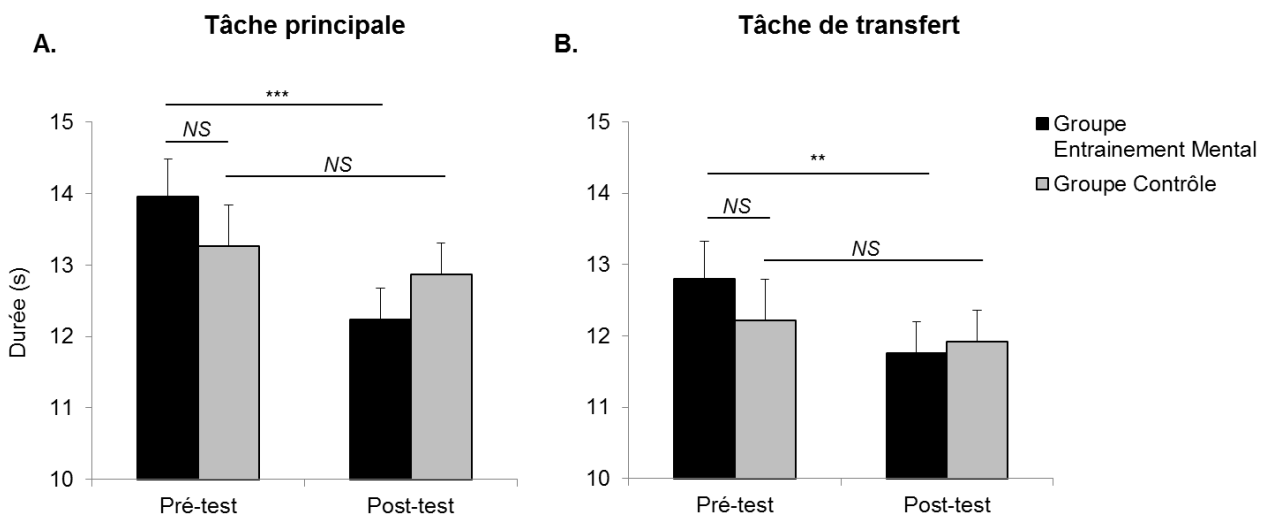 Tâche principale
A.
***
NS
NS
15
14
13
12
11
10
Durée (s)
Pré-test
Post-test
Tâche de transfert
B.
**
NS
NS
15
14
13
12
11
10
Pré-test
Post-test
Groupe
Entrainement Mental
Groupe Contrôle